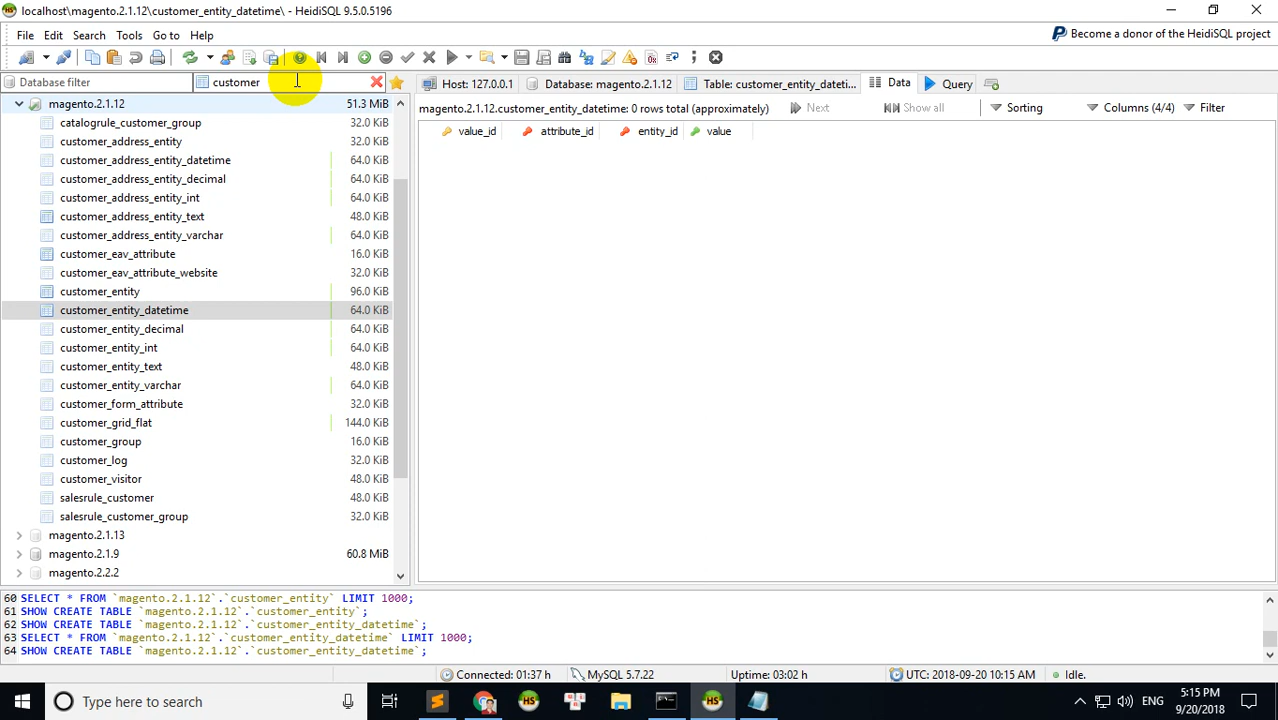 localhost\magento.2.1.12\customer_entity_datetime\ - HeidiSQL 9.5.0.5196
File Edit Search Tools Go to Help
Become a donor of the HeidiSQL project
Database filter
customer
Host: 127.0.0.1
Database: magento.2.1.12
Table: customer_entity_dateti...
Data
Query
magento.2.1.12.customer_entity_datetime: 0 rows total (approximately)
Next
Show all
Sorting
Columns (4/4)
Filter
value_id attribute_id entity_id value
magento.2.1.12 51.3 MiB
catalogrule_customer_group 32.0 KiB
customer_address_entity 32.0 KiB
customer_address_entity_datetime 64.0 KiB
customer_address_entity_decimal 64.0 KiB
customer_address_entity_int 64.0 KiB
customer_address_entity_text 48.0 KiB
customer_address_entity_varchar 64.0 KiB
customer_eav_attribute 16.0 KiB
customer_eav_attribute_website 32.0 KiB
customer_entity 96.0 KiB
customer_entity_datetime 64.0 KiB
customer_entity_decimal 64.0 KiB
customer_entity_int 64.0 KiB
customer_entity_text 48.0 KiB
customer_entity_varchar 64.0 KiB
customer_form_attribute 32.0 KiB
customer_grid_flat 144.0 KiB
customer_group 16.0 KiB
customer_log 32.0 KiB
customer_visitor 48.0 KiB
salesrule_customer 48.0 KiB
salesrule_customer_group 32.0 KiB
magento.2.1.13
magento.2.1.9 60.8 MiB
magento.2.2.2
60 SELECT * FROM `magento.2.1.12`.`customer_entity` LIMIT 1000;
61 SHOW CREATE TABLE `magento.2.1.12`.`customer_entity`;
62 SHOW CREATE TABLE `magento.2.1.12`.`customer_entity_datetime`;
63 SELECT * FROM `magento.2.1.12`.`customer_entity_datetime` LIMIT 1000;
64 SHOW CREATE TABLE `magento.2.1.12`.`customer_entity_datetime`;
Connected: 01:37 h
MySQL 5.7.22
Uptime: 03:02 h
UTC: 2018-09-20 10:15 AM
Idle.
Type here to search
ENG
5:15 PM
9/20/2018